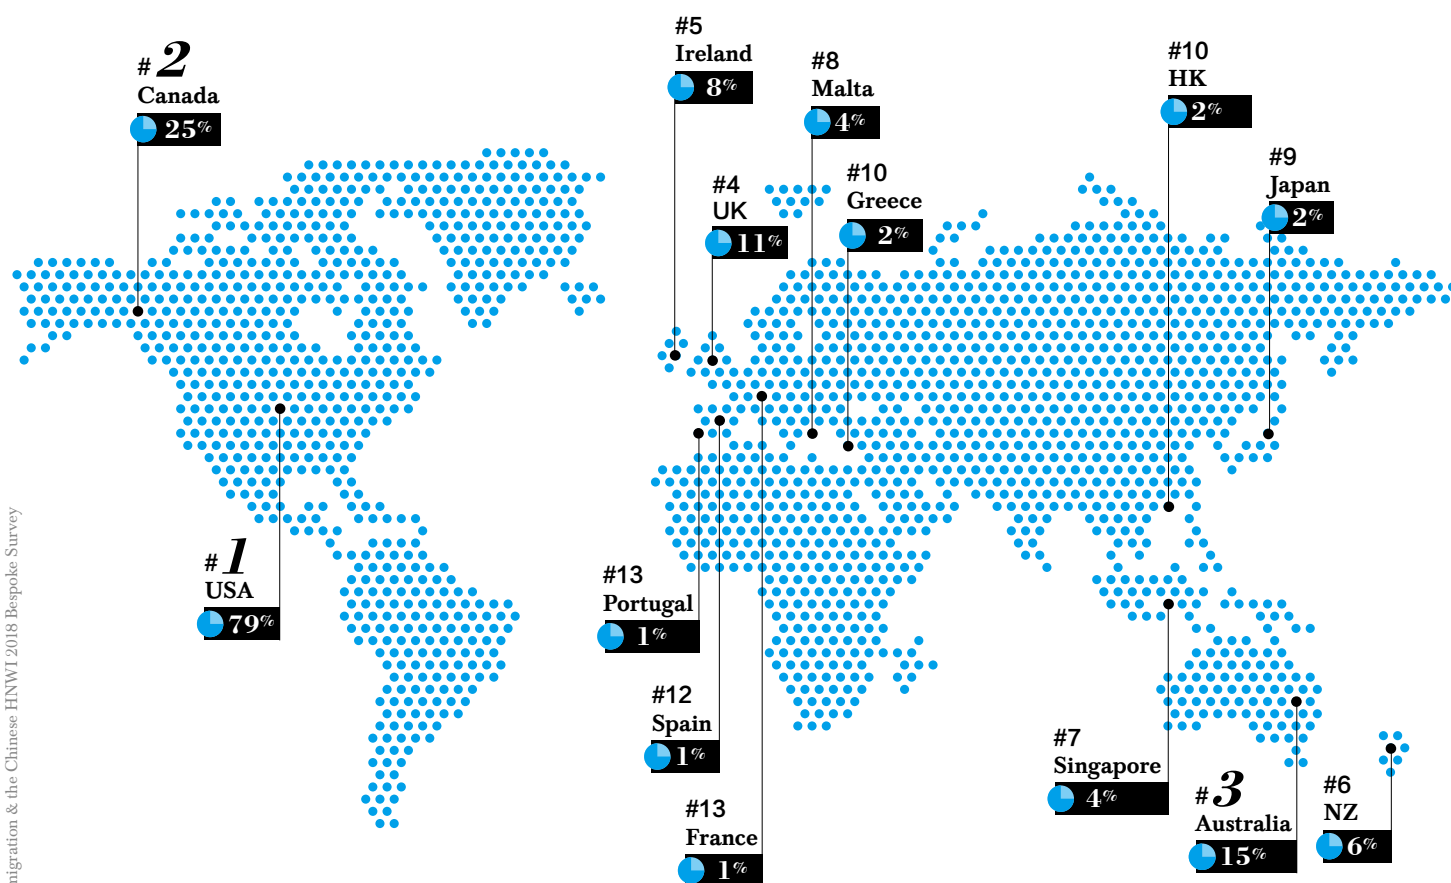 #2
Canada
25%
#5
Ireland
8%
#8
Malta
4%
#10
HK
2%
#4
UK
11%
#10
Greece
2%
#9
Japan
2%
#1
USA
79%
#13
Portugal
1%
#12
Spain
1%
#13
France
1%
#7
Singapore
4%
#3
Australia
15%
#6
NZ
6%
& the Chinese HNWI 2018 Bespoke Survey